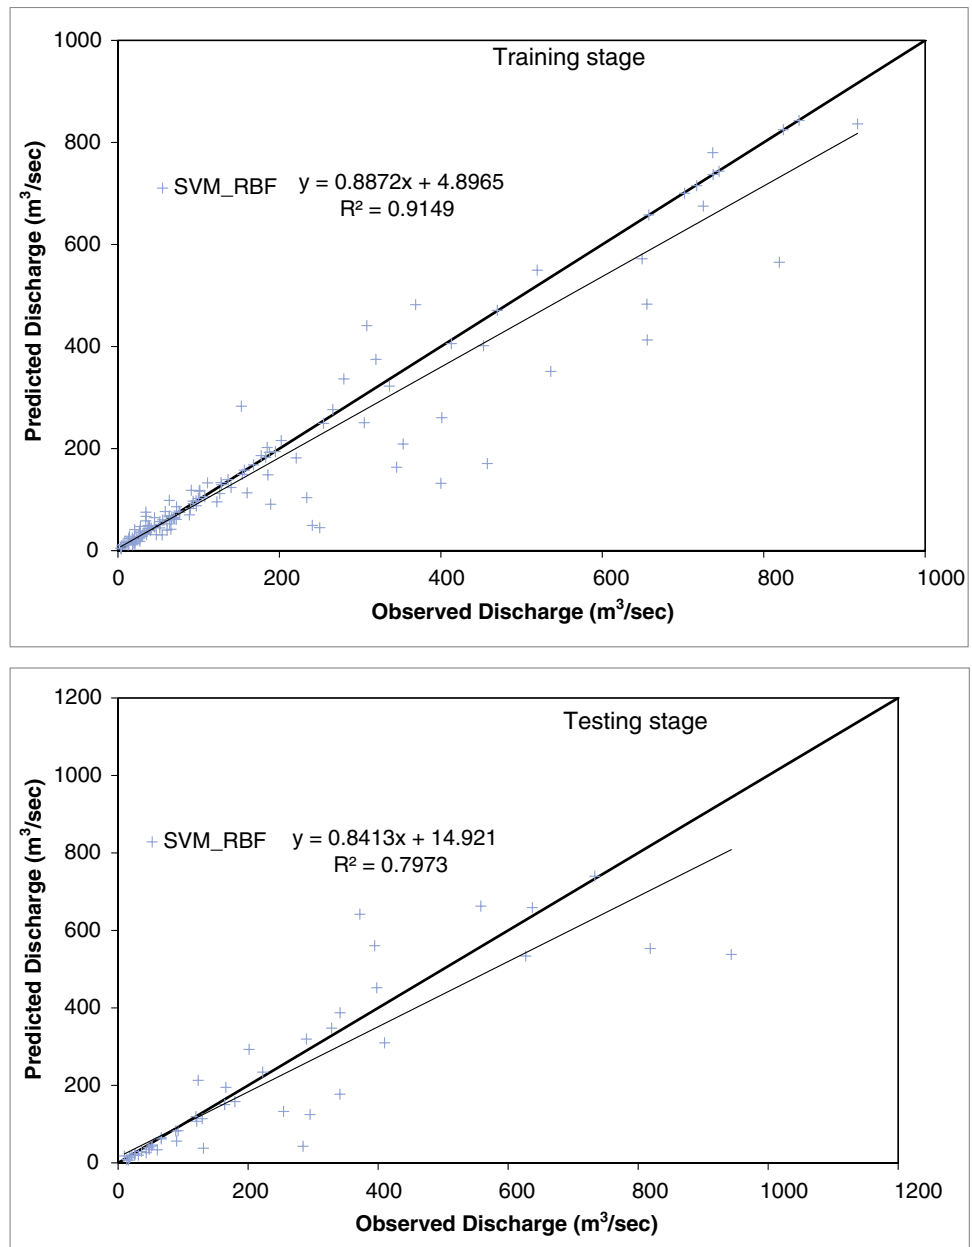 Training stage
1000
800
600
400
200
0
Predicted Discharge (m³/sec)
SVM_RBF y = 0.8872x + 4.8965
R² = 0.9149
0 200 400 600 800 1000
Observed Discharge (m³/sec)
Testing stage
1200
1000
800
600
400
200
0
Predicted Discharge (m³/sec)
SVM_RBF y = 0.8413x + 14.921
R² = 0.7973
0 200 400 600 800 1000 1200
Observed Discharge (m³/sec)